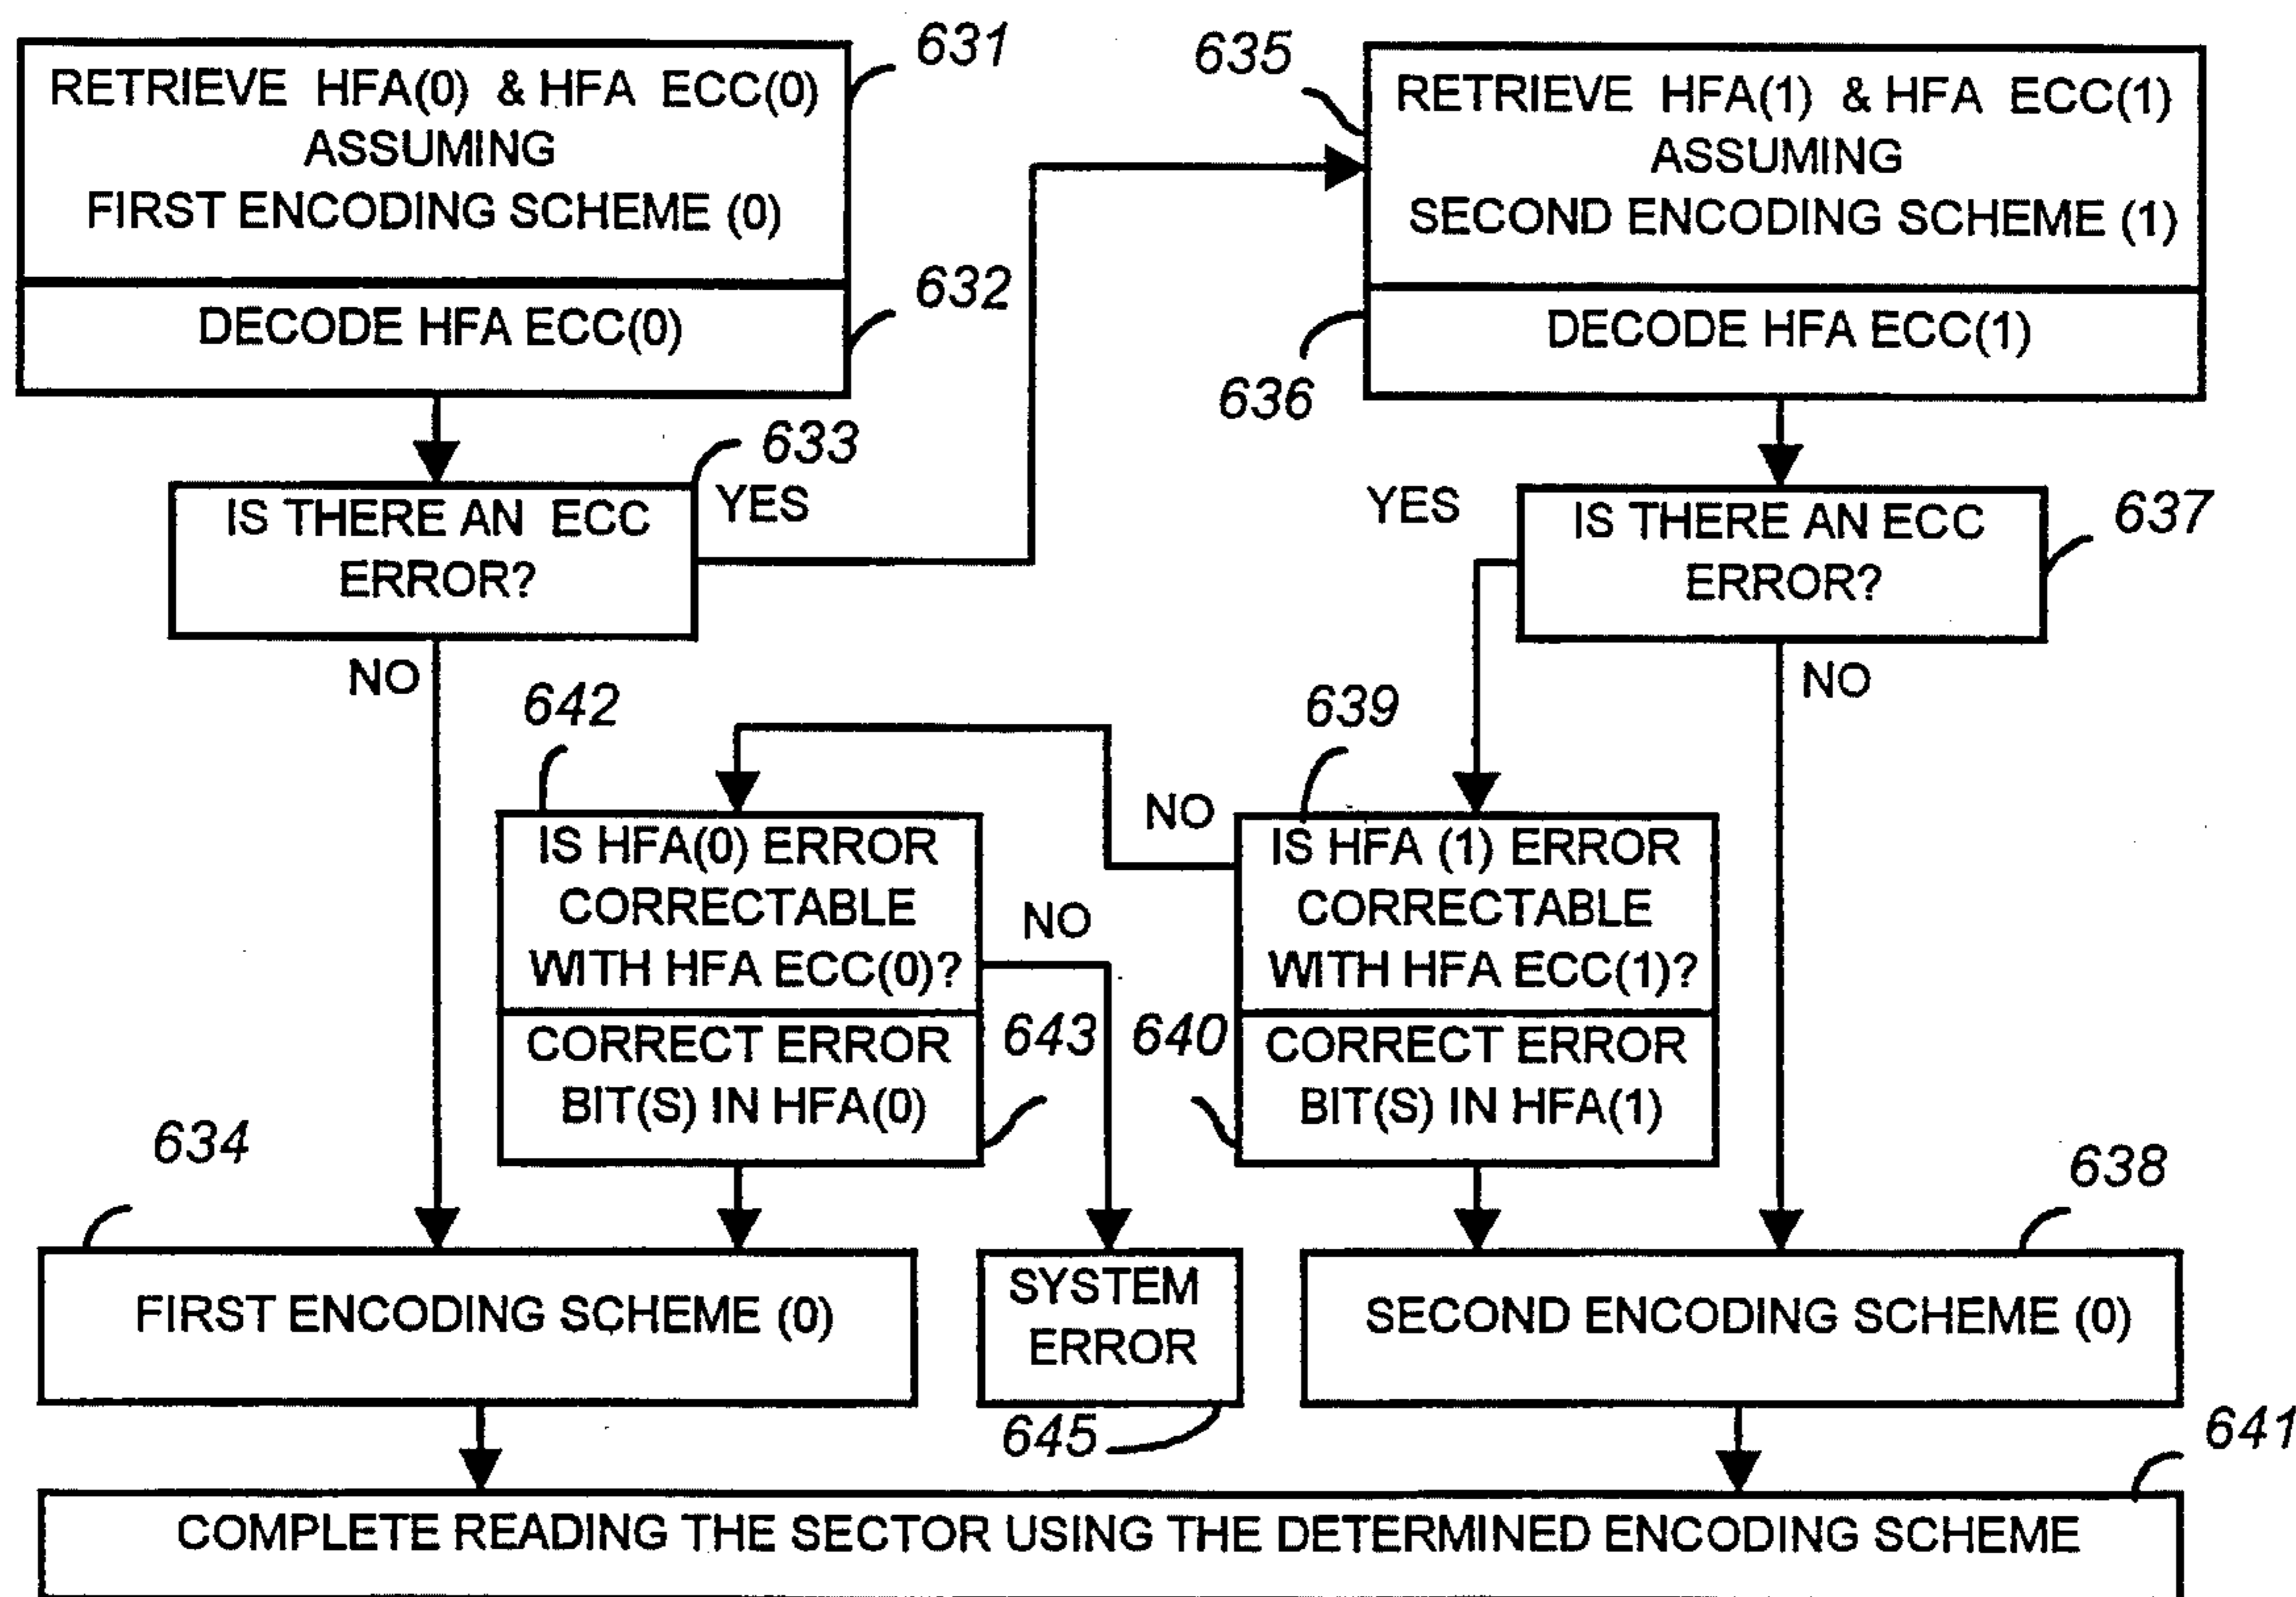 631
RETRIEVE HFA(0) & HFA ECC(0)
ASSUMING
FIRST ENCODING SCHEME (0)
632
DECODE HFA ECC(0)
635
RETRIEVE HFA(1) & HFA ECC(1)
ASSUMING
SECOND ENCODING SCHEME (1)
636
DECODE HFA ECC(1)
633
IS THERE AN ECC
ERROR?
YES
NO
637
IS THERE AN ECC
ERROR?
YES
NO
642
IS HFA(0) ERROR
CORRECTABLE
WITH HFA ECC(0)?
NO
643
CORRECT ERROR
BIT(S) IN HFA(0)
639
IS HFA (1) ERROR
CORRECTABLE
WITH HFA ECC(1)?
NO
640
CORRECT ERROR
BIT(S) IN HFA(1)
634
FIRST ENCODING SCHEME (0)
SYSTEM
ERROR
645
638
SECOND ENCODING SCHEME (0)
641
COMPLETE READING THE SECTOR USING THE DETERMINED ENCODING SCHEME